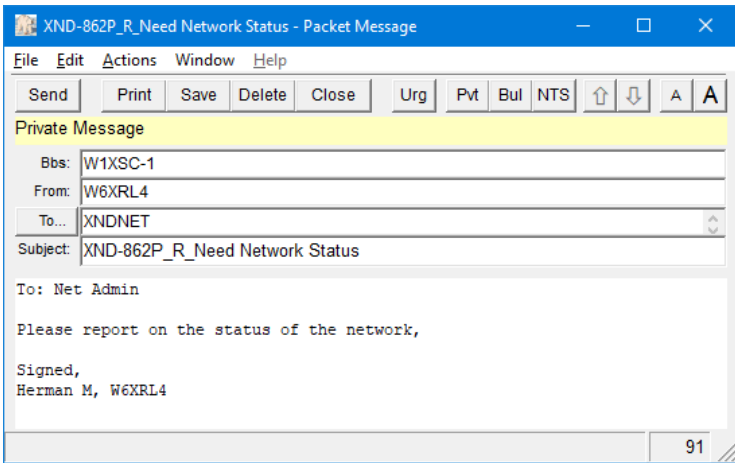 XND-862P_R_Need Network Status - Packet Message
File Edit Actions Window Help
Send Print Save Delete Close Urg Pvt Bul NTS A A
Private Message
Bbs: W1XSC-1
From: W6XRL4
To... XNDNET
Subject: XND-862P_R_Need Network Status
To: Net Admin
Please report on the status of the network,
Signed,
Herman M, W6XRL4
91